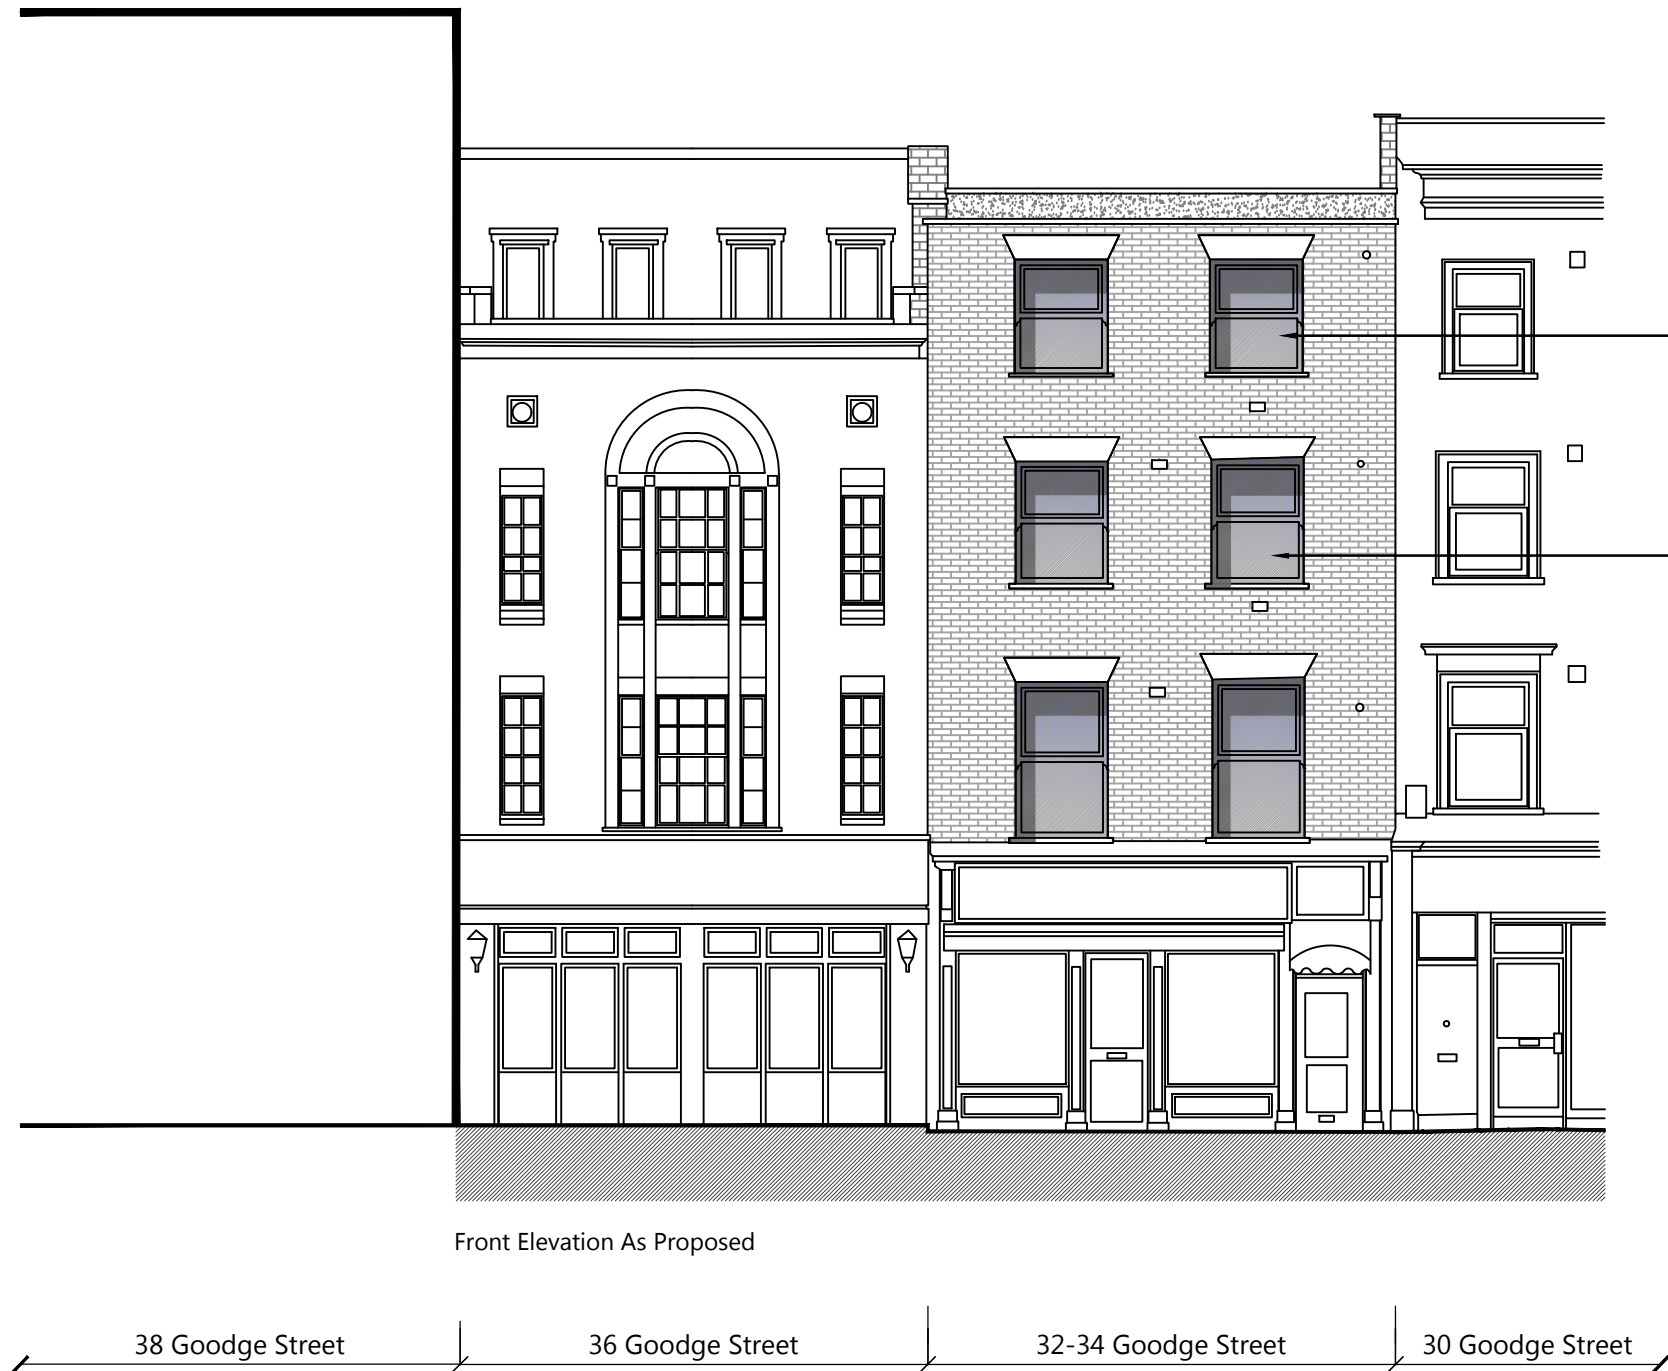 Front Elevation As Proposed
38 Goodge Street
36 Goodge Street
32-34 Goodge Street
30 Goodge Street